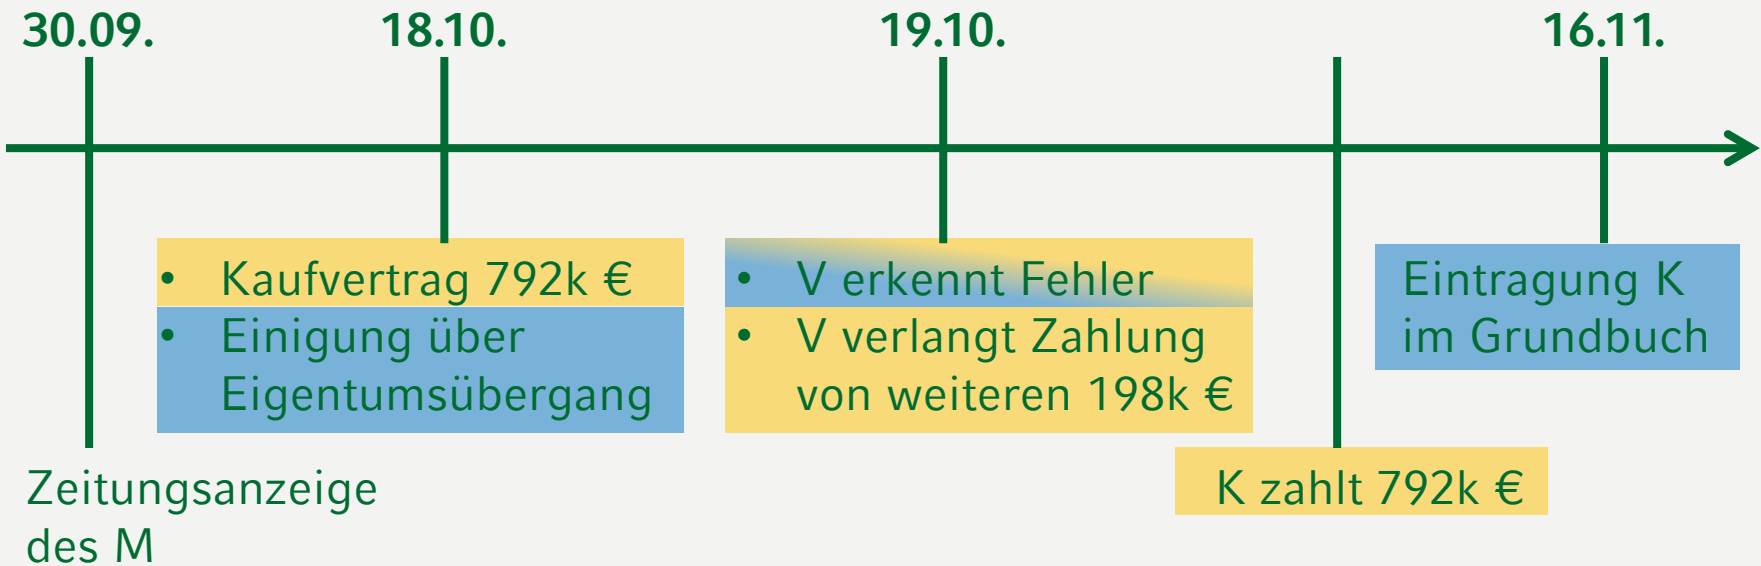 30.09.
18.10.
19.10.
16.11.
• Kaufvertrag 792k €
• Einigung über
Eigentumsübergang
• V erkennt Fehler
• V verlangt Zahlung
von weiteren 198k €
Eintragung K
im Grundbuch
Zeitungsanzeige
des M
K zahlt 792k €